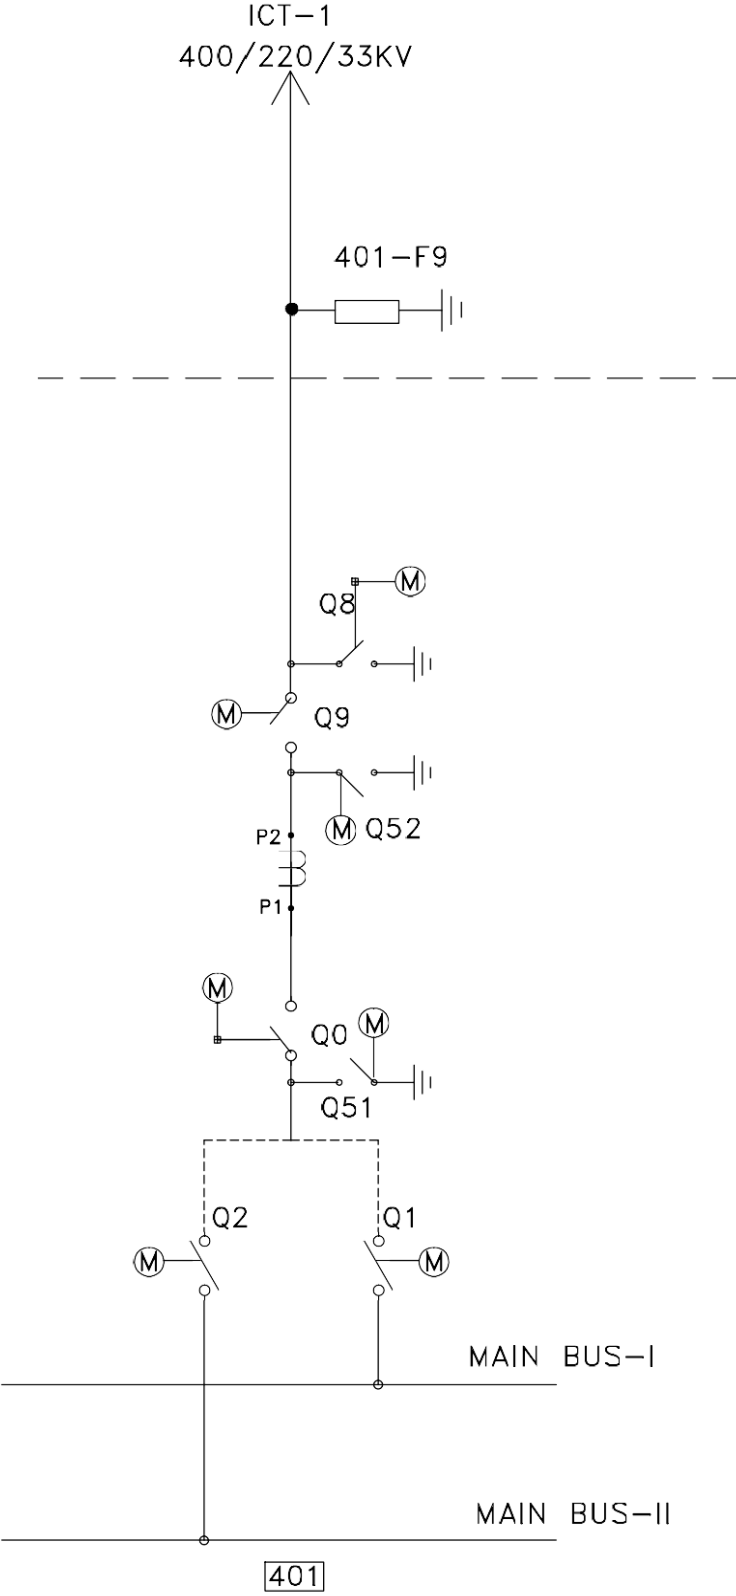 ICT-1
400/220/33KV
401-F9
M
Q8
M
Q9
M
Q52
P2
P1
M
M
Q0
Q51
Q2
Q1
M
M
MAIN BUS-I
MAIN BUS-II
401